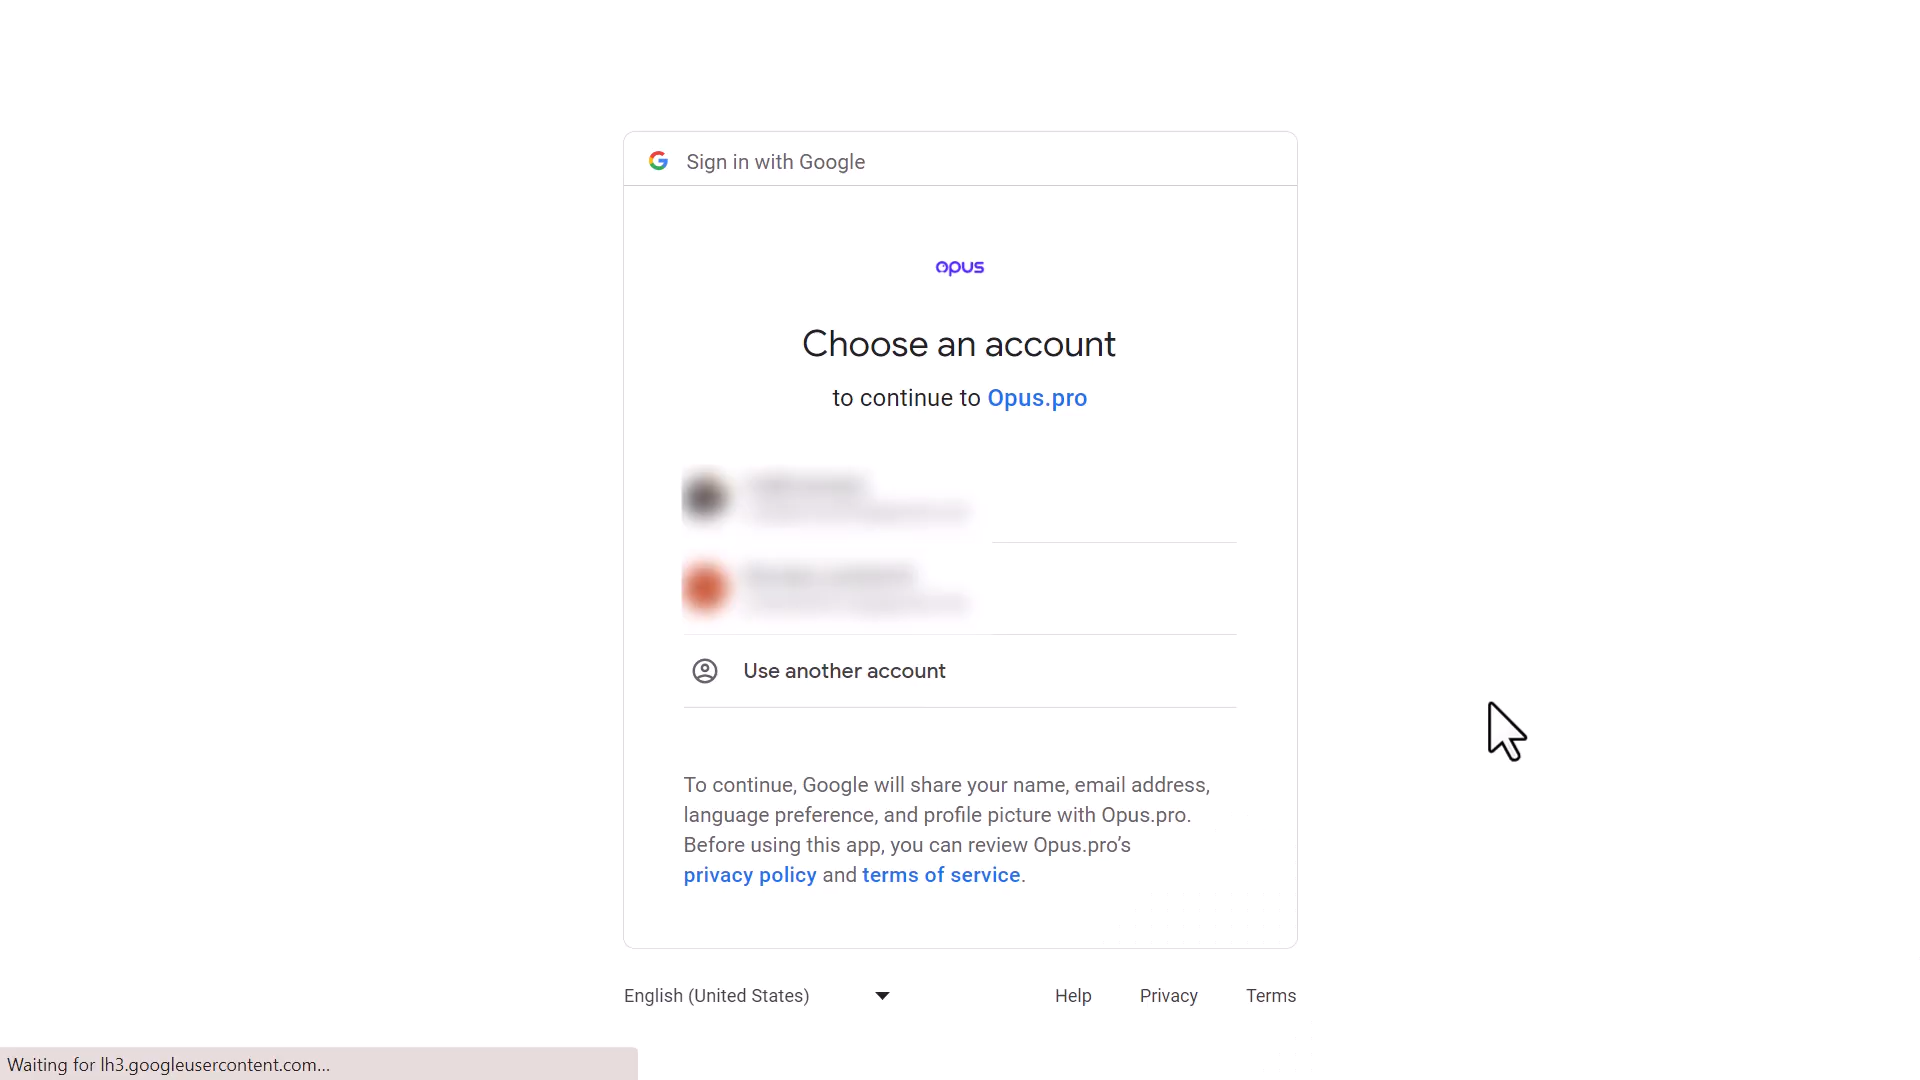 Sign in with Google
opus
Choose an account
to continue to Opus.pro
Use another account
To continue, Google will share your name, email address,
language preference, and profile picture with Opus.pro.
Before using this app, you can review Opus.pro’s
privacy policy and terms of service.
English (United States) Help Privacy Terms
Waiting for lh3.googleusercontent.com...